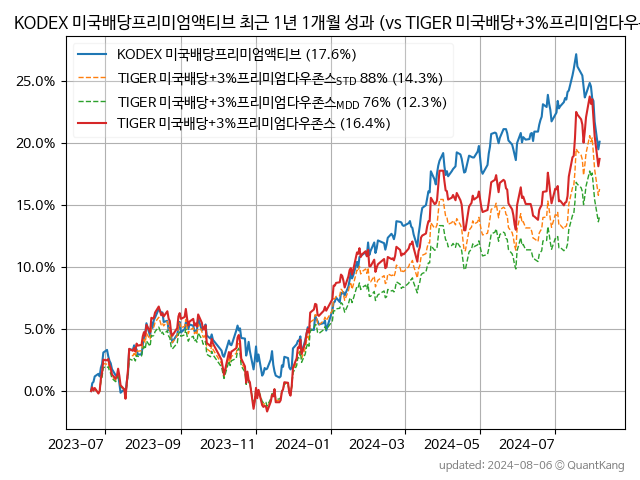 KODEX 미국배당프리미엄액티브 최근 1년 1개월 성과 (vs TIGER 미국배당+3%프리미엄다우
KODEX 미국배당프리미엄액티브 (17.6%)
TIGER 미국배당+3%프리미엄다우존스STD 88% (14.3%)
TIGER 미국배당+3%프리미엄다우존스MDD 76% (12.3%)
TIGER 미국배당+3%프리미엄다우존스 (16.4%)
25.0%
20.0%
15.0%
10.0%
5.0%
0.0%
2023-07 2023-09 2023-11 2024-01 2024-03 2024-05 2024-07
updated: 2024-08-06 © QuantKang